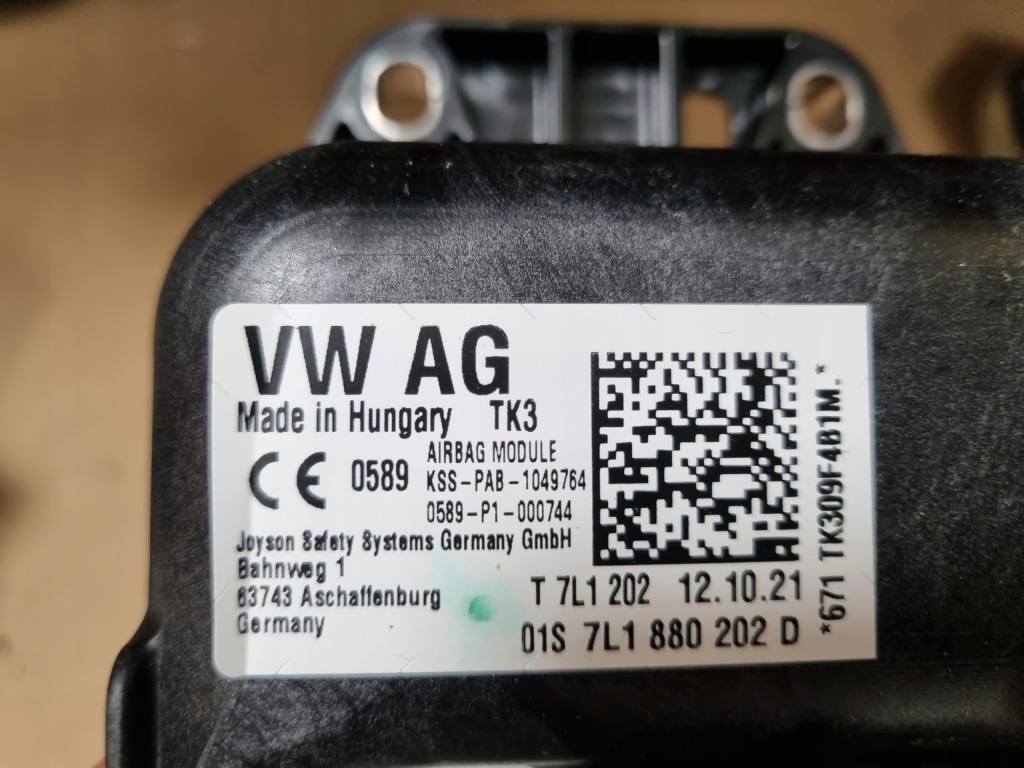 VW AG
Made in Hungary TK3
CE 0589
AIRBAG MODULE
KSS-PAB-1049764
0589-P1-000744
Joyson Safety Systems Germany GmbH
Bahnweg 1
63743 Aschaffenburg
Germany
T 7L1 202 12.10.21
01S 7L1 880 202 D
*671 TK309F4B1M.*